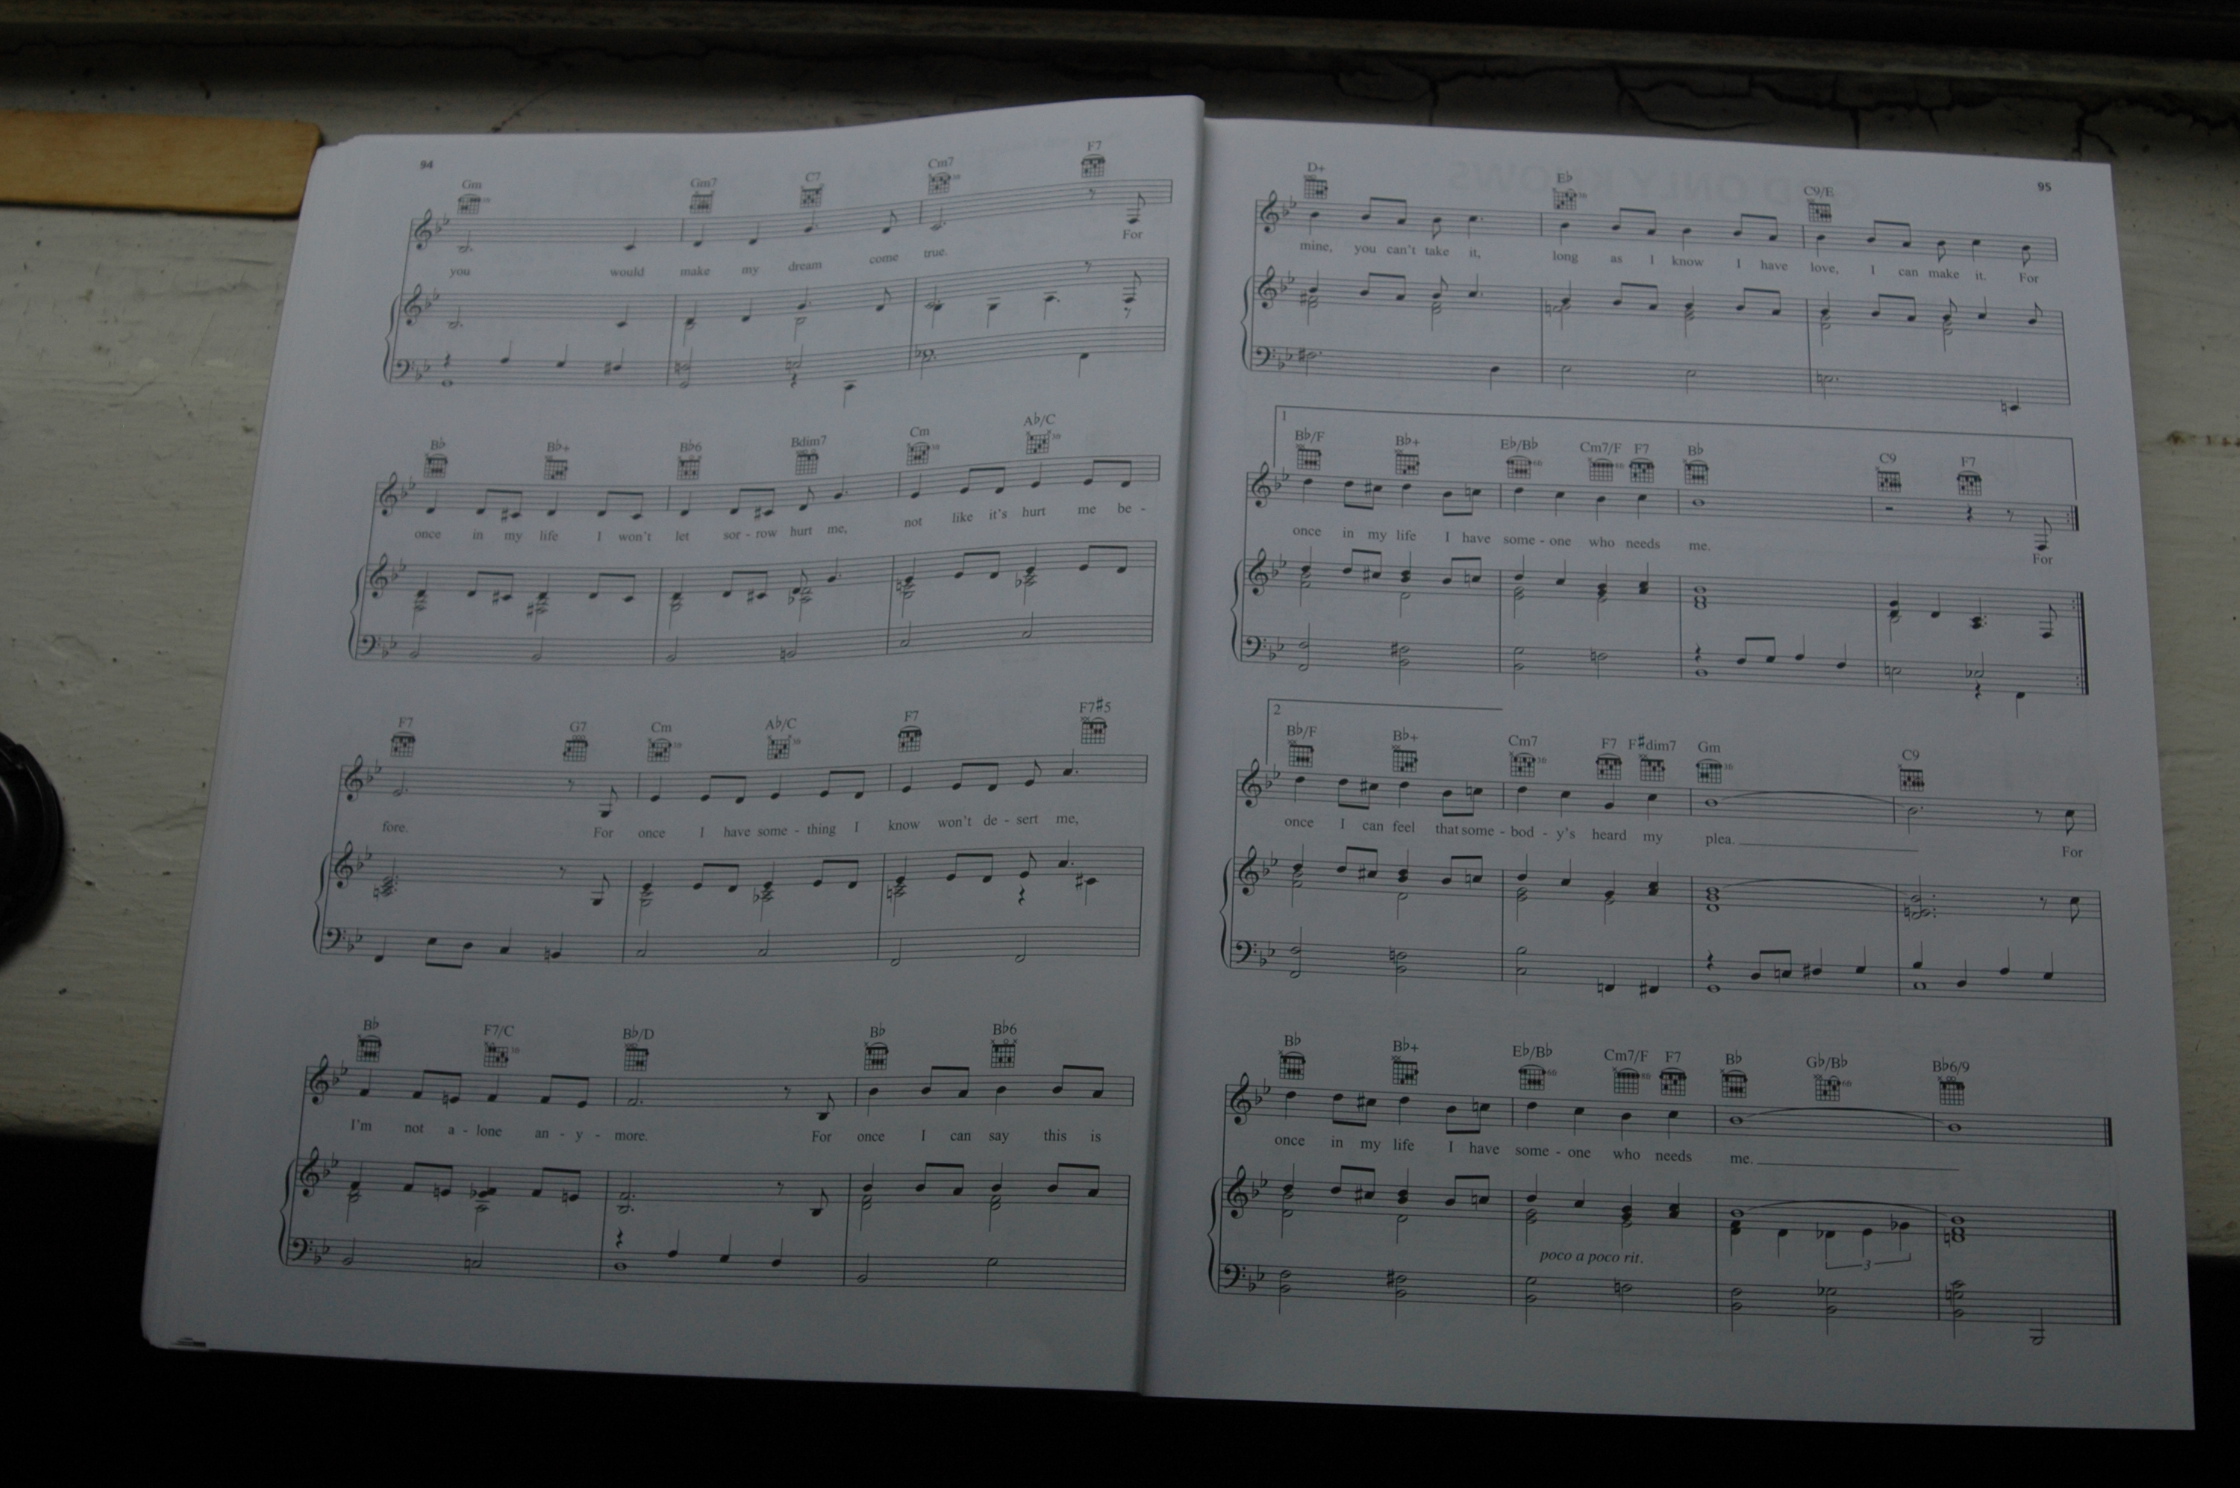 94
Gm Gm7 C7 Cm7 F7
you would make my dream come true. For
Bb Bb+ Bb6 Bdim7 Cm Ab/C
once in my life I won't let sor - row hurt me, not like it's hurt me be -
F7 G7 Cm Ab/C F7 F7#5
fore. For once I have some - thing I know won't de - sert me,
Bb F7/C Bb/D Bb Bb6
I'm not a - lone an - y - more. For once I can say this is
95
D+ Eb C9/E
mine, you can't take it, long as I know I have love, I can make it. For
1
Bb/F Bb+ Eb/Bb Cm7/F F7 Bb C9 F7
once in my life I have some - one who needs me. For
2
Bb/F Bb+ Cm7 F7 F#dim7 Gm C9
once I can feel that some - bod - y's heard my plea. For
Bb Bb+ Eb/Bb Cm7/F F7 Bb Gb/Bb Bb6/9
once in my life I have some - one who needs me.
poco a poco rit.
3